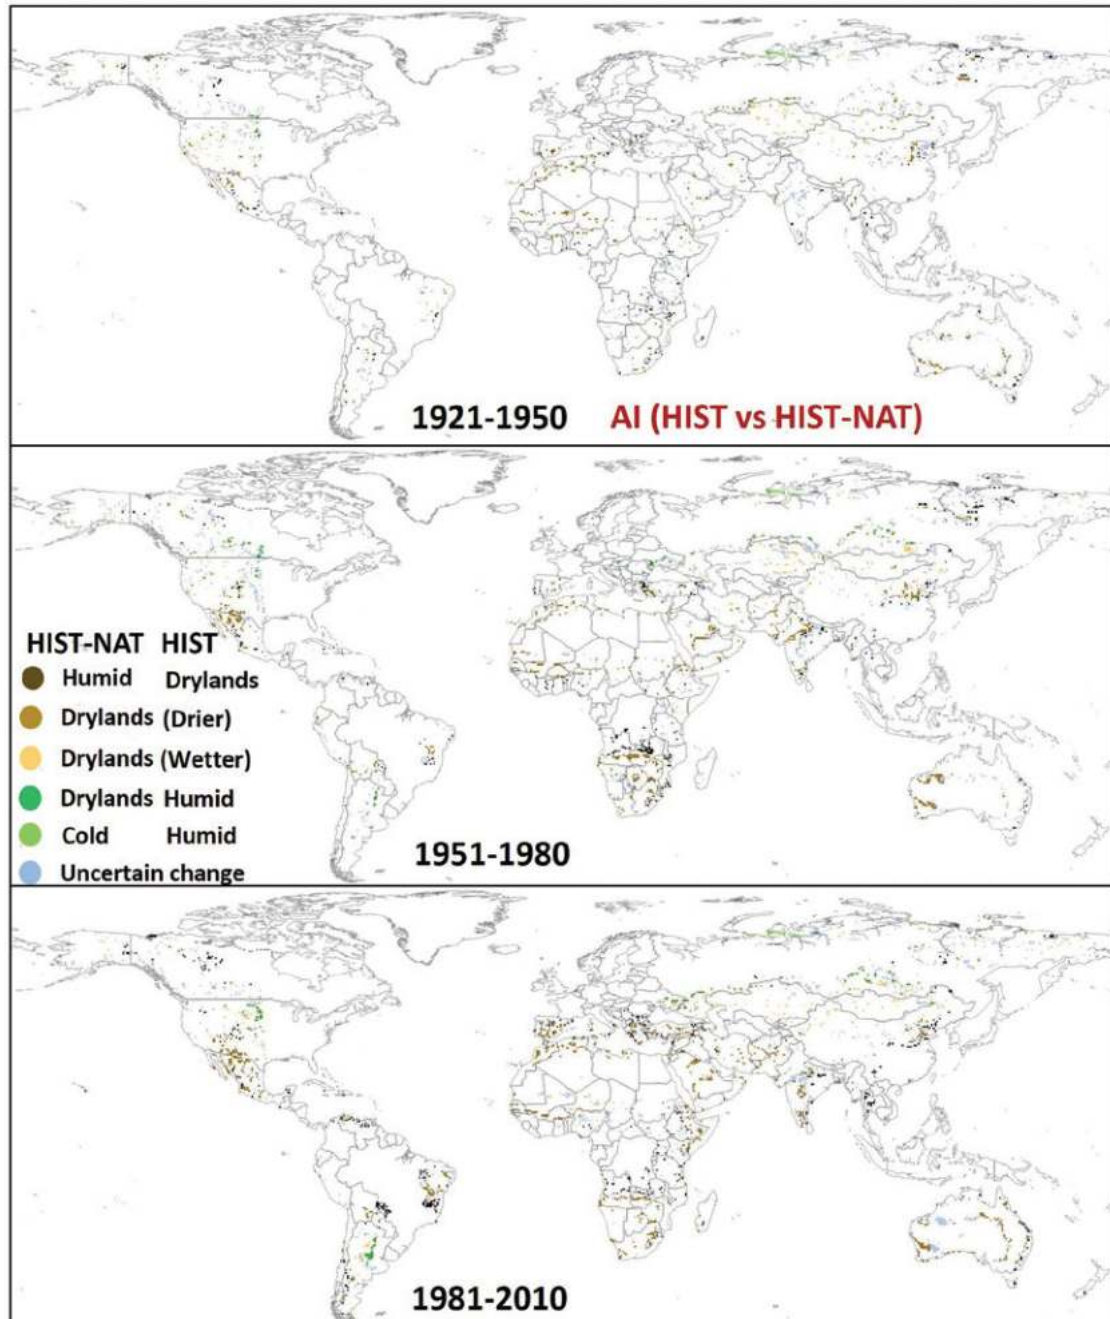 1921-1950 AI (HIST vs HIST-NAT)
HIST-NAT HIST
Humid Drylands
Drylands (Drier)
Drylands (Wetter)
Drylands Humid
Cold Humid
Uncertain change
1951-1980
1981-2010